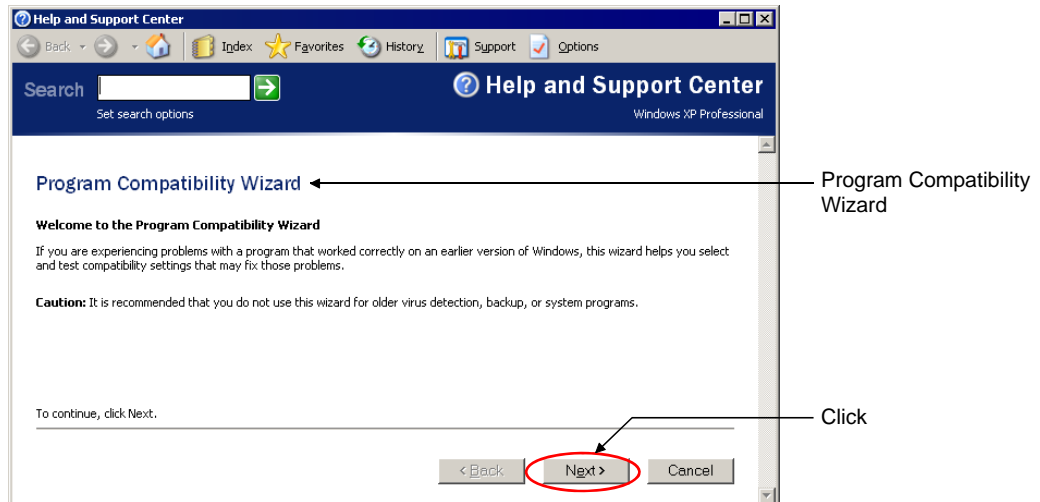 Help and Support Center
Back Index Favorites History Support Options
Search Help and Support Center
Set search options Windows XP Professional
Program Compatibility Wizard
Program Compatibility
Wizard
Welcome to the Program Compatibility Wizard
If you are experiencing problems with a program that worked correctly on an earlier version of Windows, this wizard helps you select
and test compatibility settings that may fix those problems.
Caution: It is recommended that you do not use this wizard for older virus detection, backup, or system programs.
To continue, click Next.
Click
< Back Next > Cancel